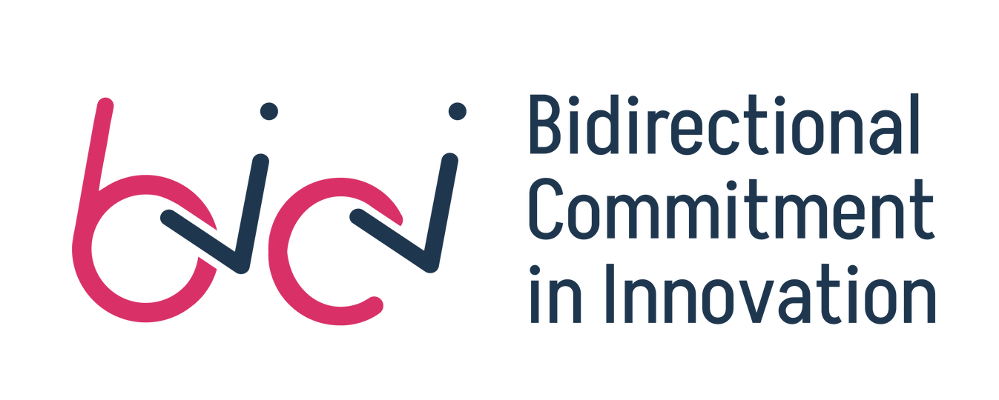 bici
Bidirectional
Commitment
in Innovation